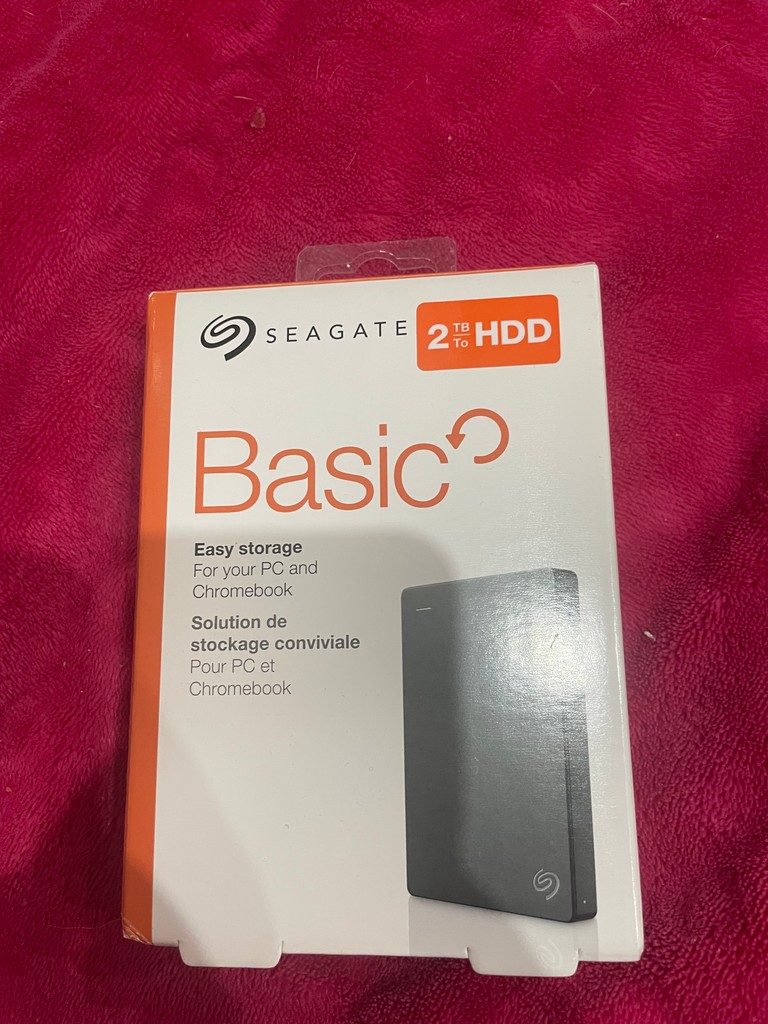 SEAGATE
2 TB To HDD
Basic
Easy storage
For your PC and
Chromebook
Solution de
stockage conviviale
Pour PC et
Chromebook